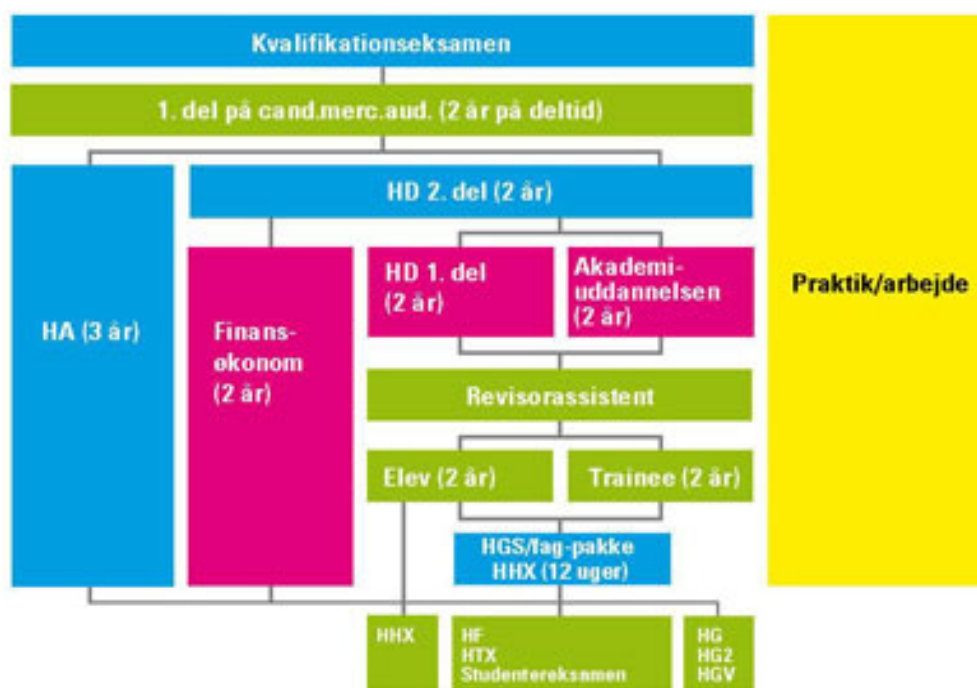 Kvalifikationseksamen
1. del på cand.merc.aud. (2 år på deltid)
HD 2. del (2 år)
HA (3 år)
Finans-
økonom
(2 år)
HD 1. del
(2 år)
Akademi-
uddannelsen
(2 år)
Praktik/arbejde
Revisorassistent
Elev (2 år)
Trainee (2 år)
HGS/fag-pakke
HHX (12 uger)
HHX
HF
HTX
Studentereksamen
HG
HG2
HGV